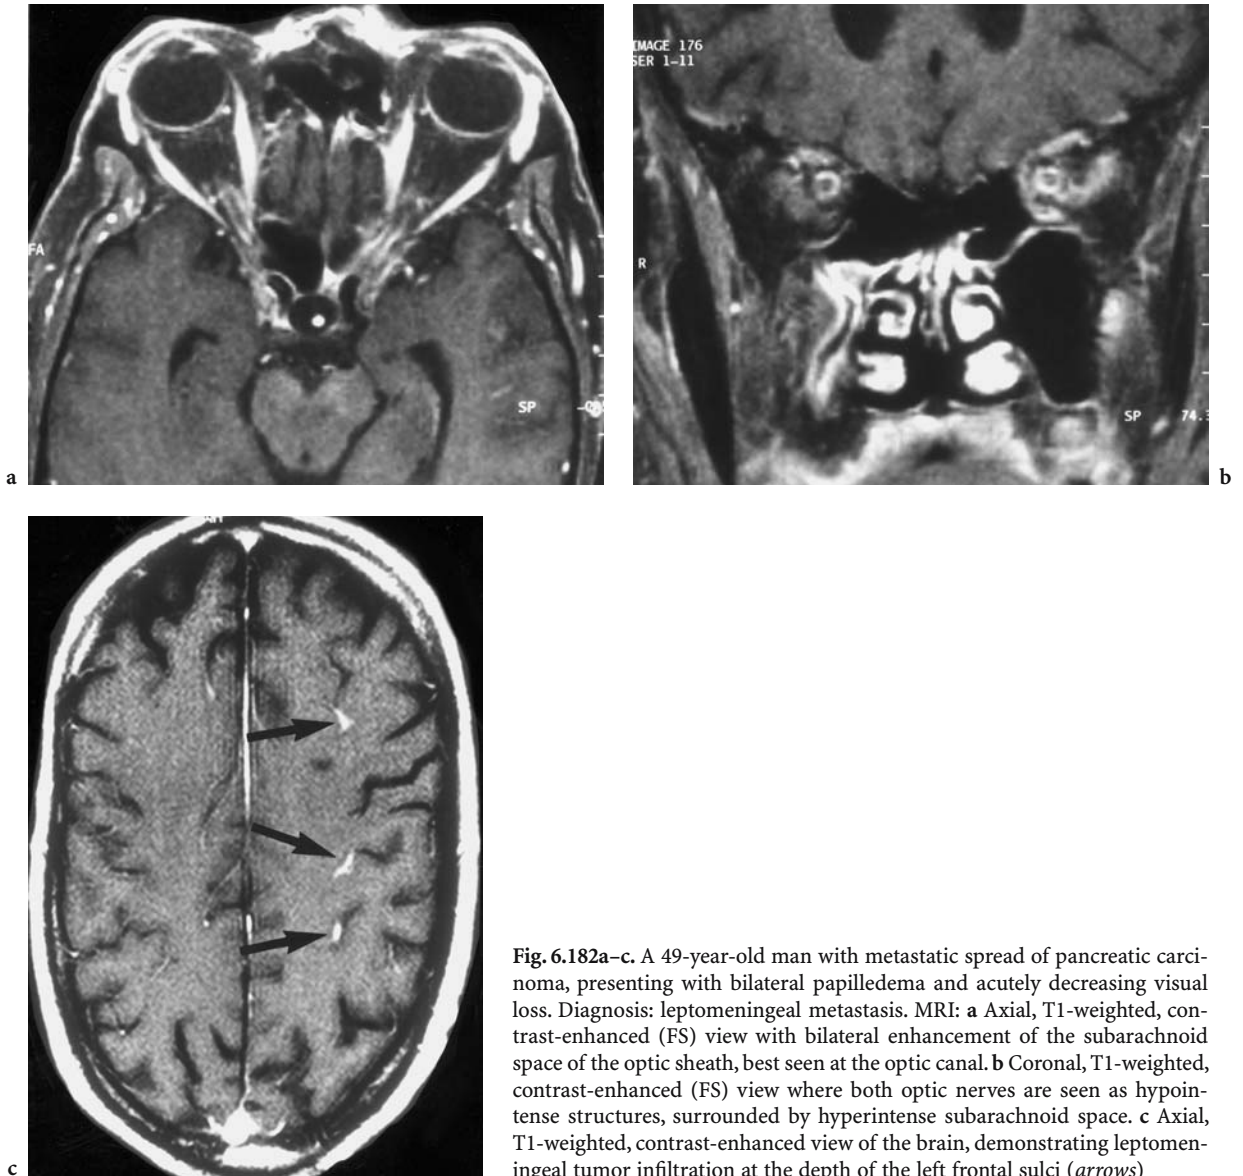 IMAGE 176
SER 1-11
FA
R
SP
SP
74.
a
b
c
Fig. 6.182a–c. A 49-year-old man with metastatic spread of pancreatic carci-
noma, presenting with bilateral papilledema and acutely decreasing visual
loss. Diagnosis: leptomeningeal metastasis. MRI: a Axial, T1-weighted, con-
trast-enhanced (FS) view with bilateral enhancement of the subarachnoid
space of the optic sheath, best seen at the optic canal. b Coronal, T1-weighted,
contrast-enhanced (FS) view where both optic nerves are seen as hypoin-
tense structures, surrounded by hyperintense subarachnoid space. c Axial,
T1-weighted, contrast-enhanced view of the brain, demonstrating leptomen-
ingeal tumor infiltration at the depth of the left frontal sulci (arrows)